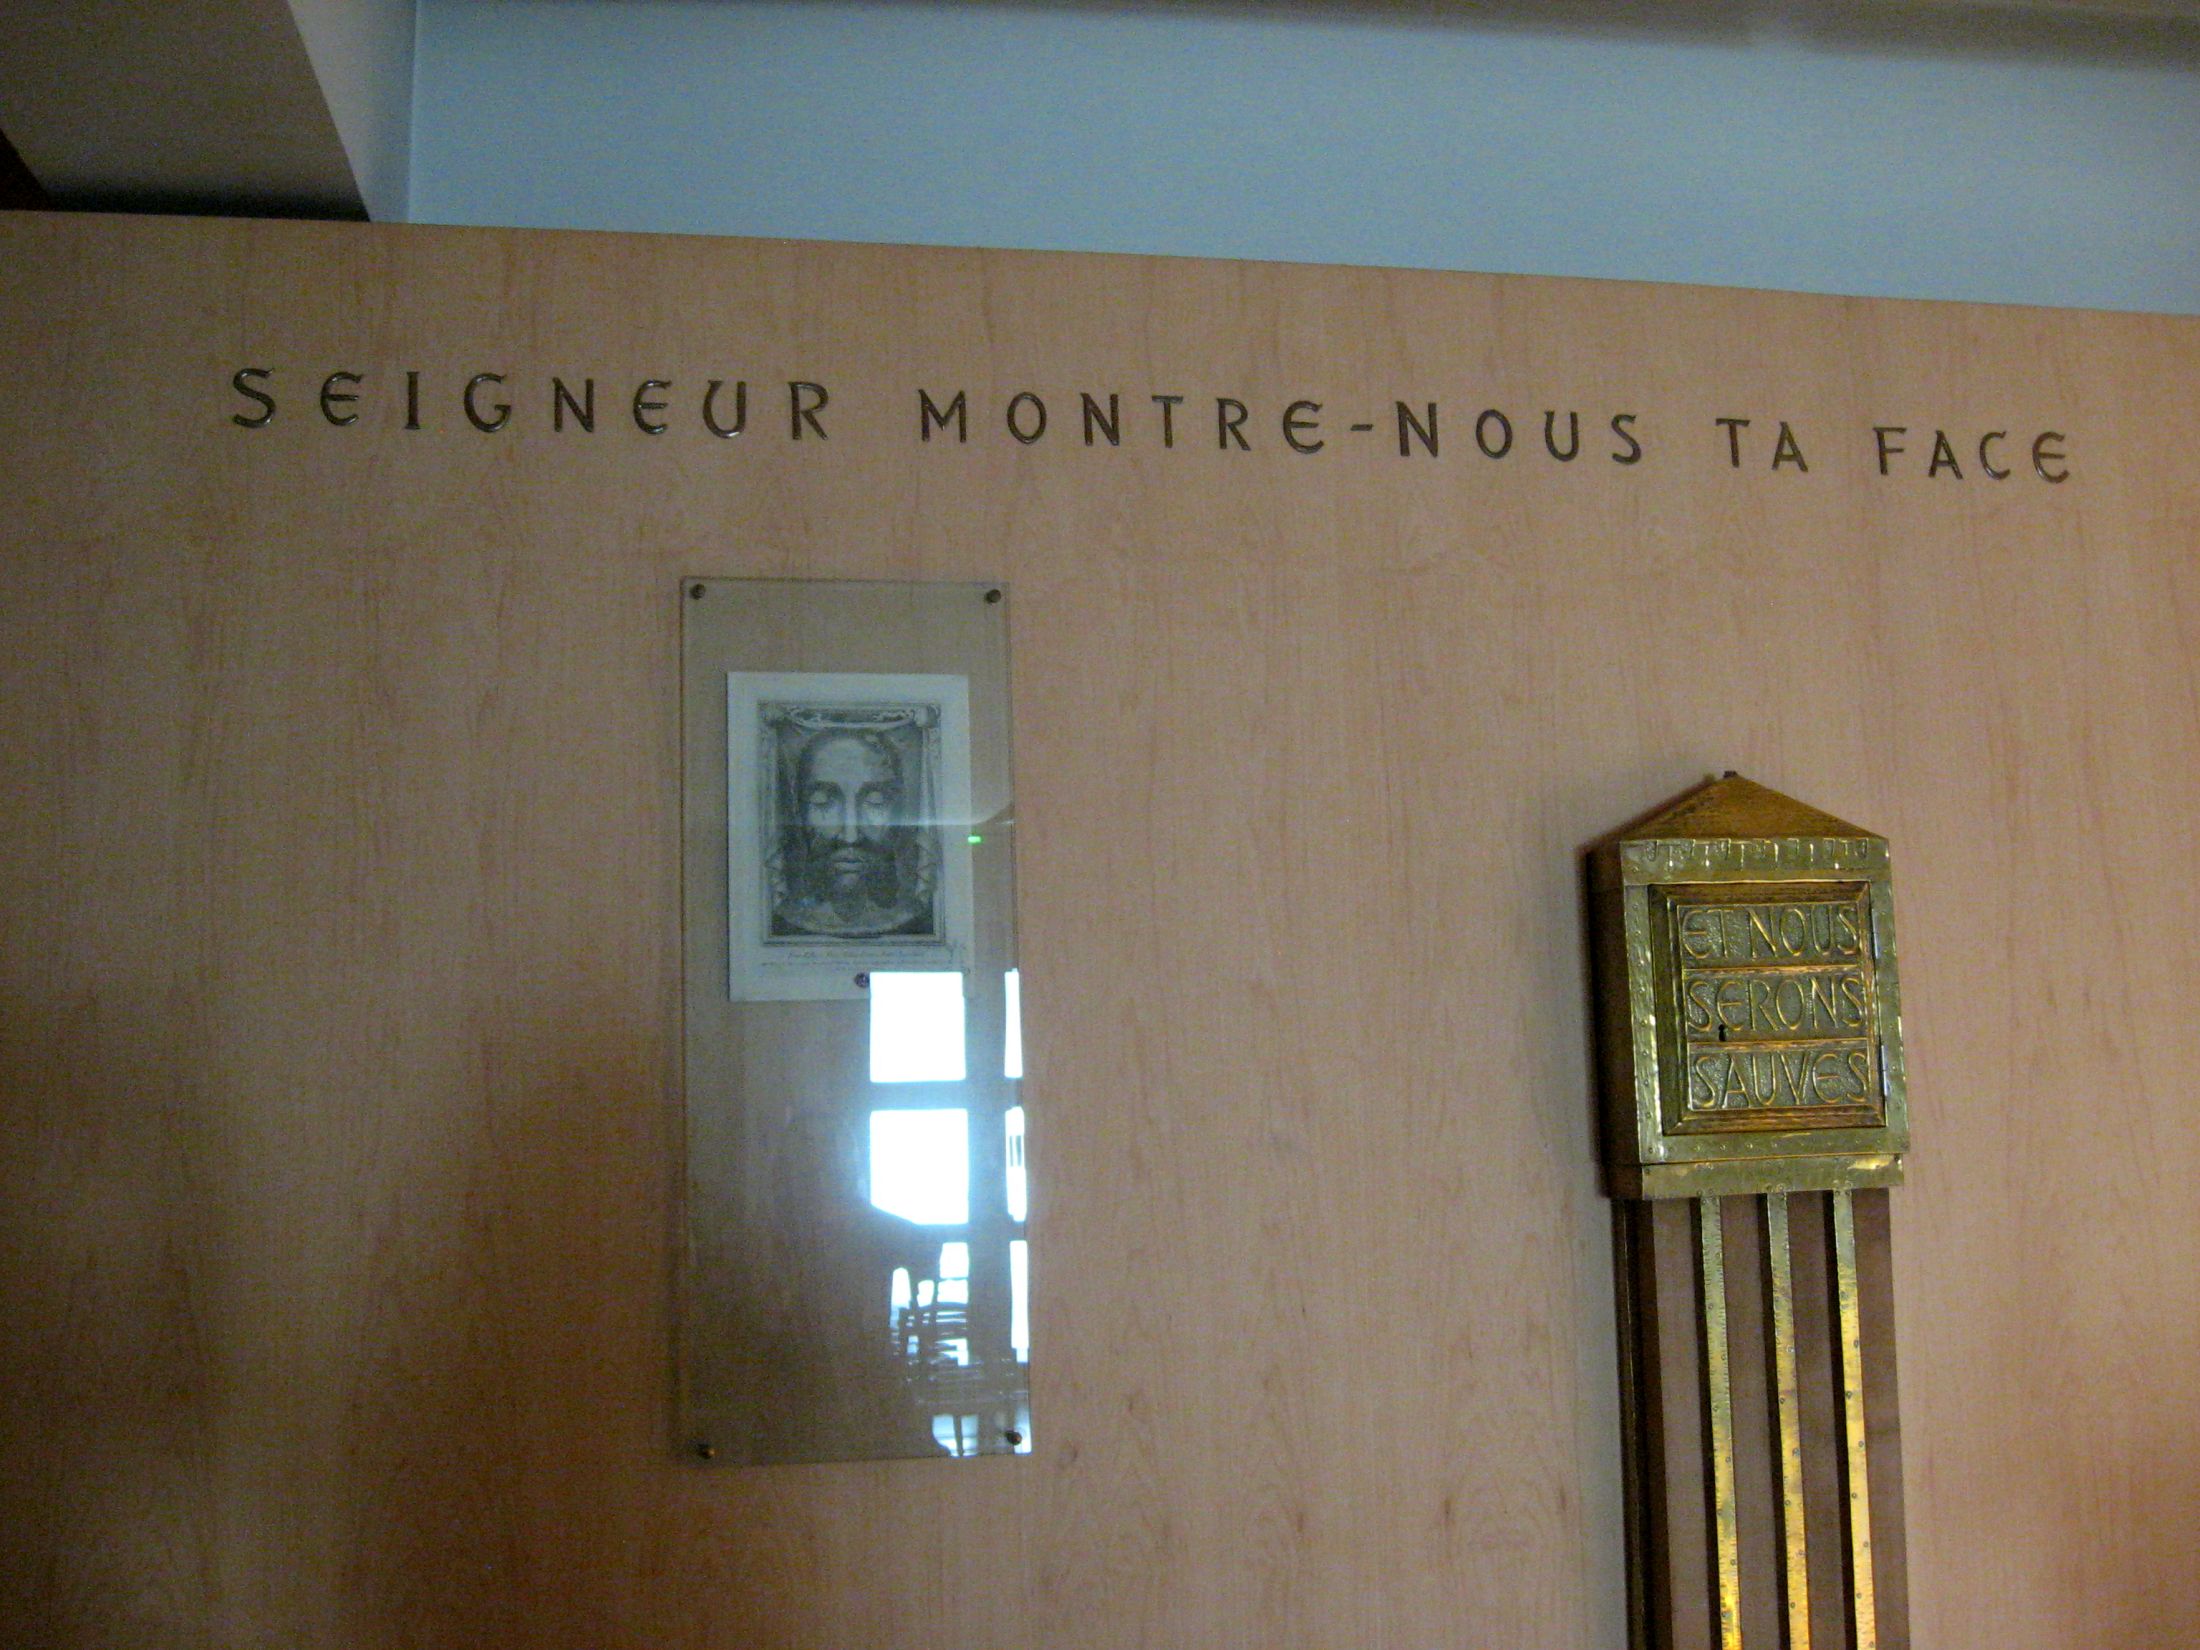 SEIGNEUR MONTRE-NOUS TA FACE
ET NOUS
SERONS
SAUVES